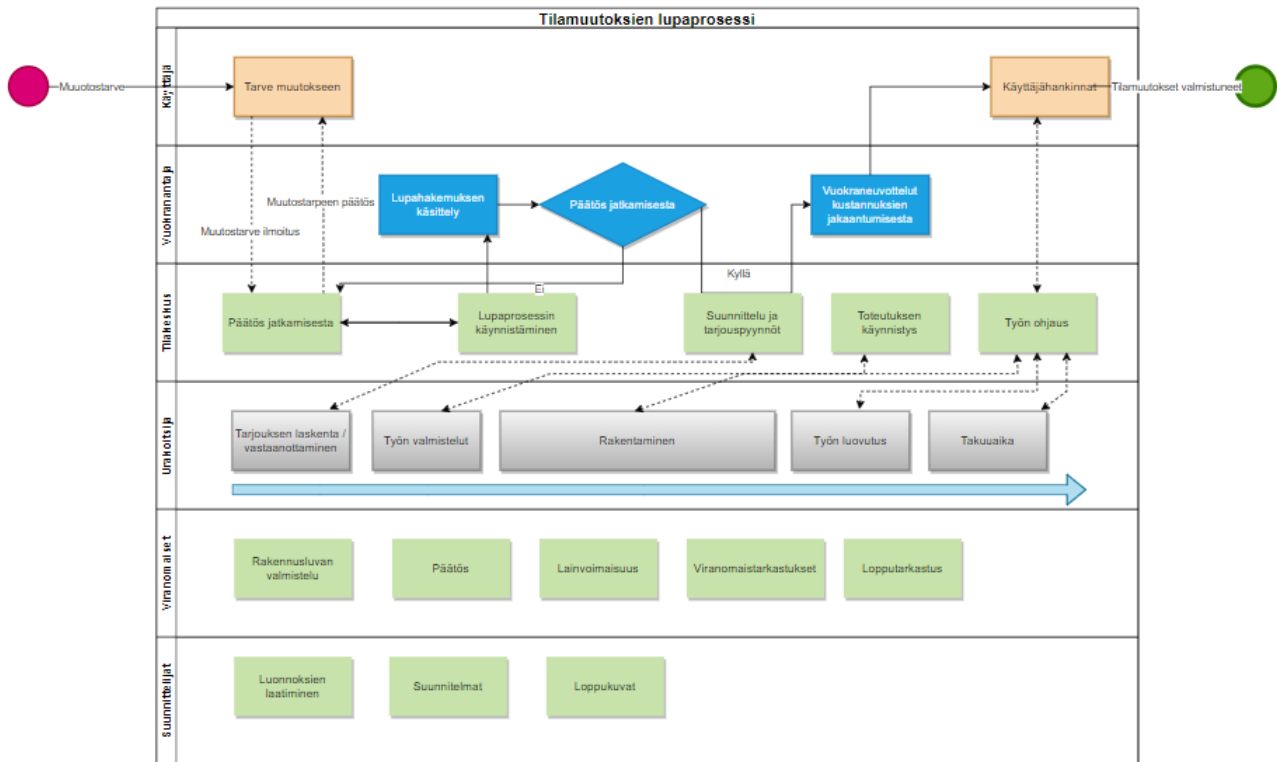 Tilamuutoksien lupaprosessi
Käyttäjä
Muuotostarve
Tarve muutokseen
Käyttäjähankinnat
Tilamuutokset valmistuneet
Vuokranantaja
Lupahakemuksen
käsittely
Päätös jatkamisesta
Vuokraneuvottelut
kustannuksien
jakaantumisesta
Muutostarpeen päätös
Muutostarve ilmoitus
Kyllä
Ei
Tilakeskus
Päätös jatkamisesta
Lupaprosessin
käynnistäminen
Suunnittelu ja
tarjouspyynnöt
Toteutuksen
käynnistys
Työn ohjaus
Urakoitsija
Tarjouksen laskenta /
vastaanottaminen
Työn valmistelut
Rakentaminen
Työn luovutus
Takuuaika
Viranomaiset
Rakennusluvan
valmistelu
Päätös
Lainvoimaisuus
Viranomaistarkastukset
Lopputarkastus
Suunnittelijat
Luonnoksien
laatiminen
Suunnitelmat
Loppukuvat